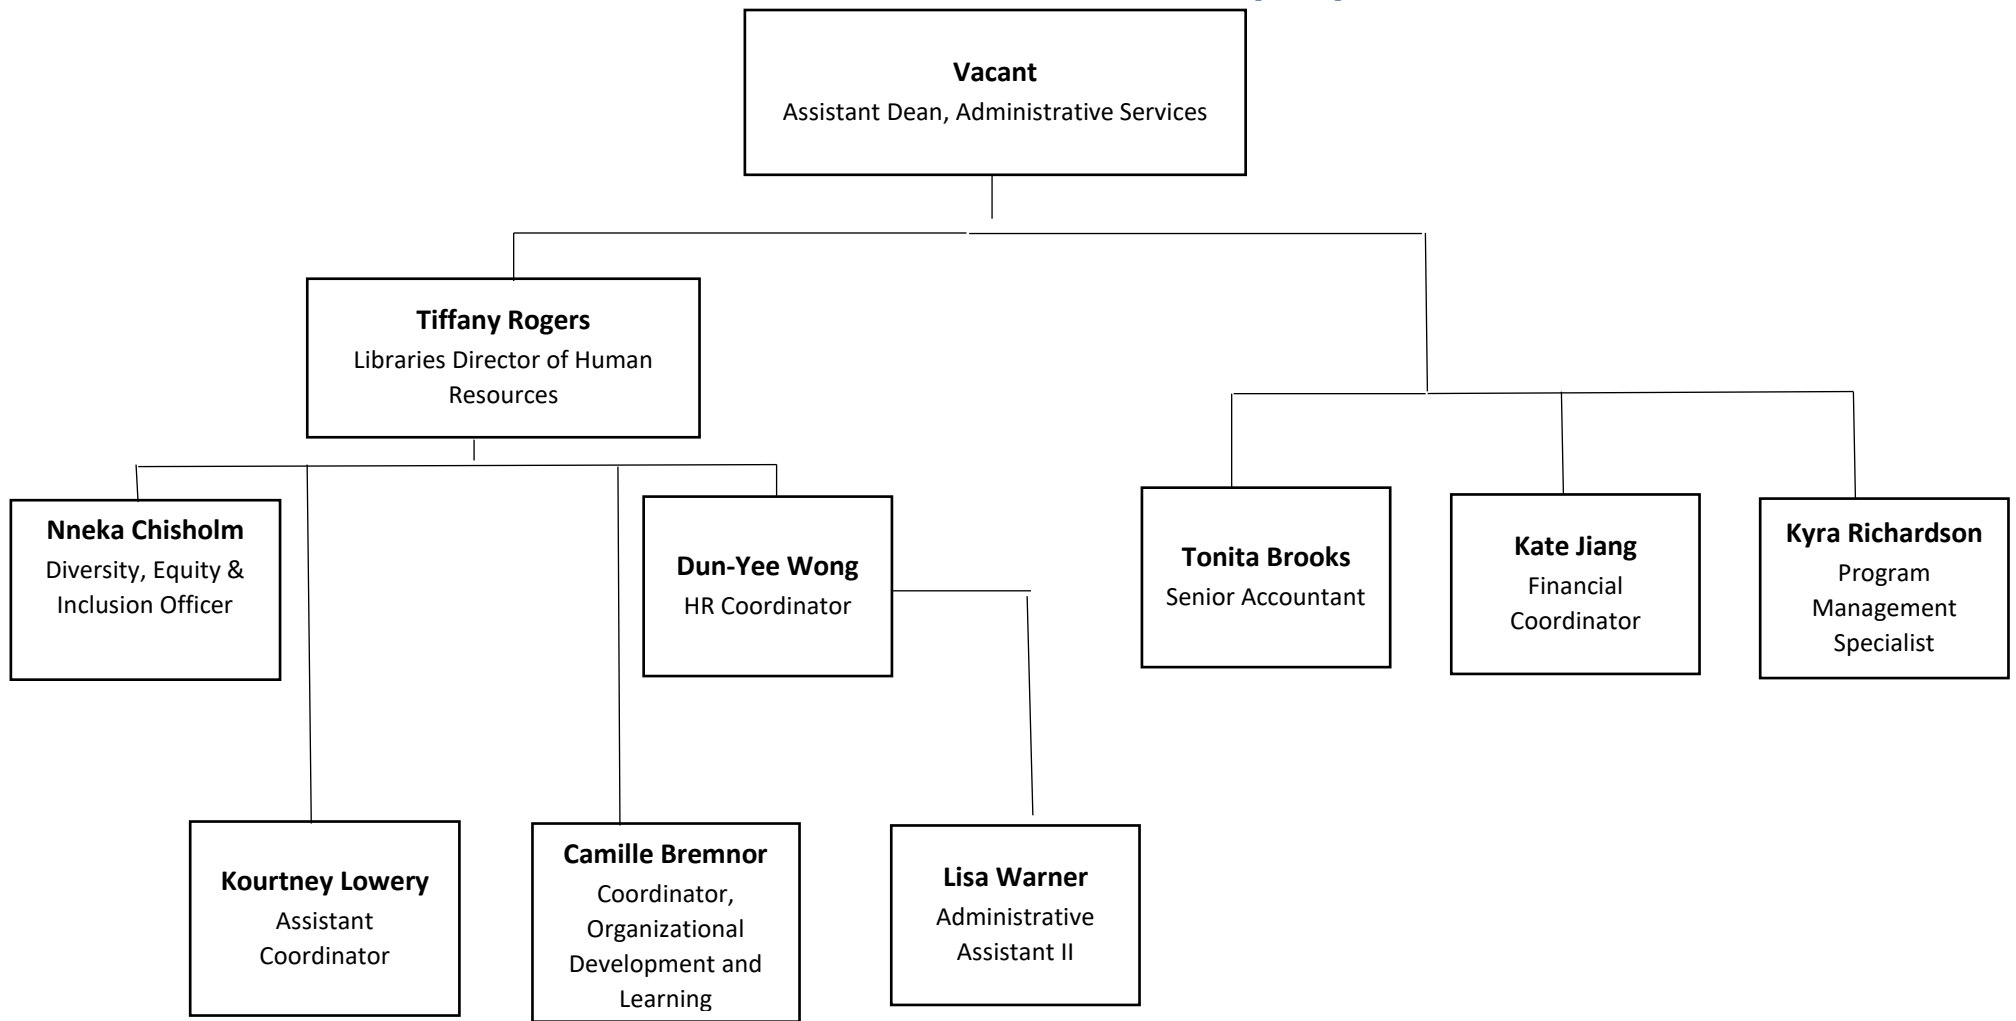 Vacant
Assistant Dean, Administrative Services
Tiffany Rogers
Libraries Director of Human
Resources
Nneka Chisholm
Diversity, Equity &
Inclusion Officer
Dun-Yee Wong
HR Coordinator
Tonita Brooks
Senior Accountant
Kate Jiang
Financial
Coordinator
Kyra Richardson
Program
Management
Specialist
Kourtney Lowery
Assistant
Coordinator
Camille Bremnor
Coordinator,
Organizational
Development and
Learning
Lisa Warner
Administrative
Assistant II